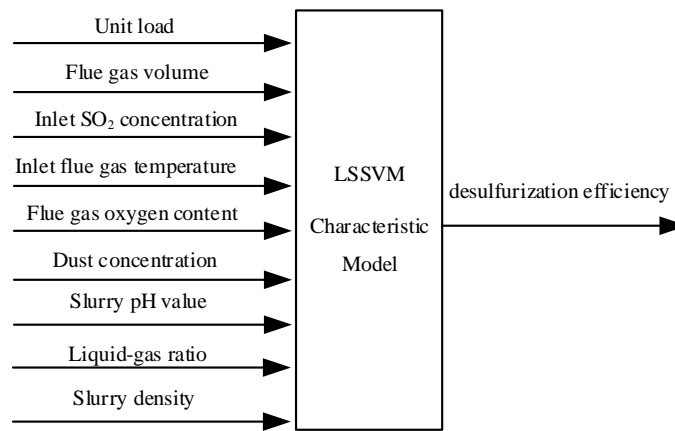 Unit load
Flue gas volume
Inlet SO₂ concentration
Inlet flue gas temperature
Flue gas oxygen content
Dust concentration
Slurry pH value
Liquid-gas ratio
Slurry density
LSSVM
Characteristic
Model
desulfurization efficiency